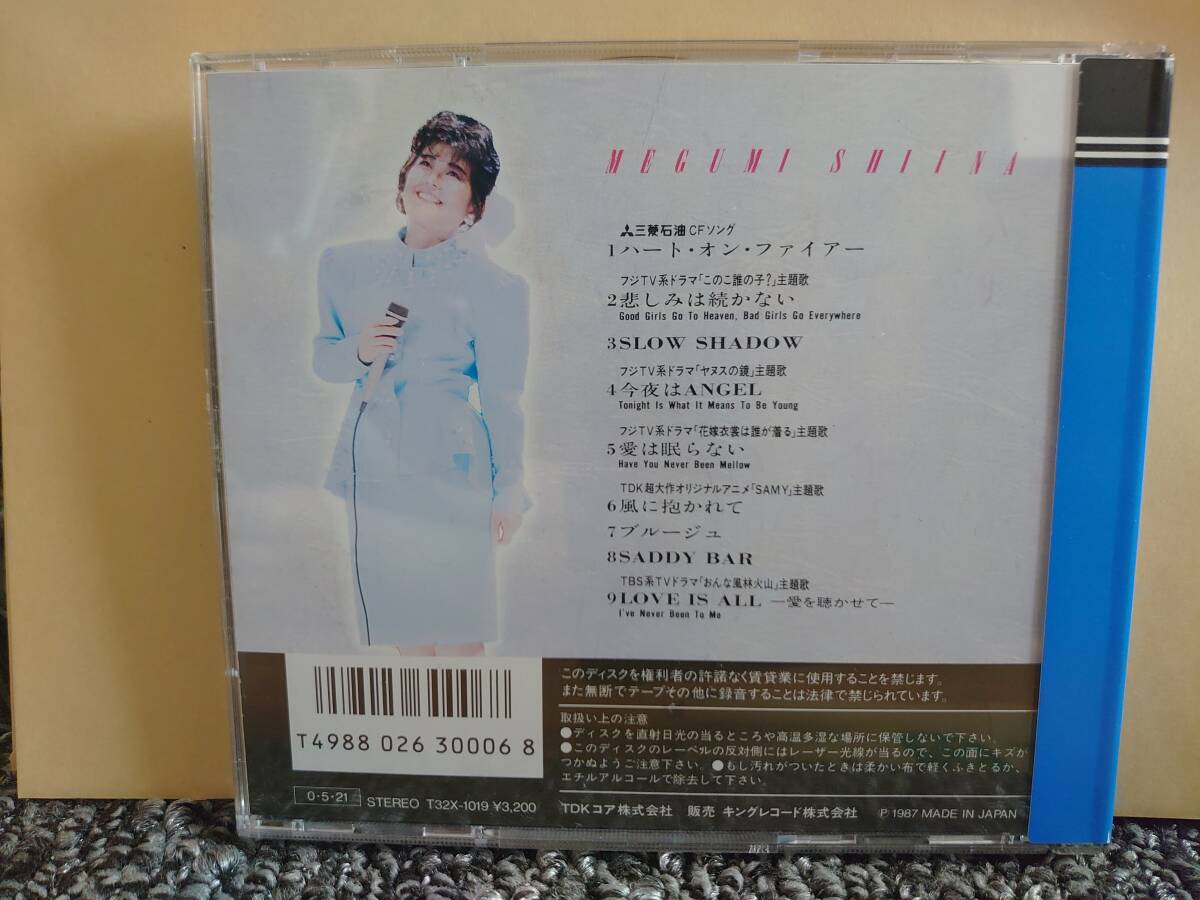 MEGUMI SHIINA
三菱石油 CFソング
1 ハート・オン・ファイアー
フジTV系ドラマ「このこ誰の子?」主題歌
2 悲しみは続かない
Good Girls Go To Heaven, Bad Girls Go Everywhere
3 SLOW SHADOW
フジTV系ドラマ「ヤヌスの鏡」主題歌
4 今夜はANGEL
Tonight Is What It Means To Be Young
フジTV系ドラマ「花嫁衣裳は誰が着る」主題歌
5 愛は眠らない
Have You Never Been Mellow
TDK超大作オリジナルアニメ「SAMY」主題歌
6 風に抱かれて
7 ブルージュ
8 SADDY BAR
TBS系TVドラマ「おんな風林火山」主題歌
9 LOVE IS ALL —愛を聴かせて—
I've Never Been To Me
T4988 026 30006 8
0・5・21 STEREO T32X-1019 ¥3,200
このディスクを権利者の許諾なく賃貸業に使用することを禁じます。
また無断でテープその他に録音することは法律で禁じられています。
取扱い上の注意
●ディスクを直射日光の当るところや高温多湿な場所に保管しないで下さい。
●このディスクのレーベルの反対側にはレーザー光線が当るので、この面にキズが
つかぬようご注意下さい。●もし汚れがついたときは柔かい布で軽くふきとるか、
エチルアルコールで除去して下さい。
TDKコア株式会社 販売 キングレコード株式会社 ℗1987 MADE IN JAPAN